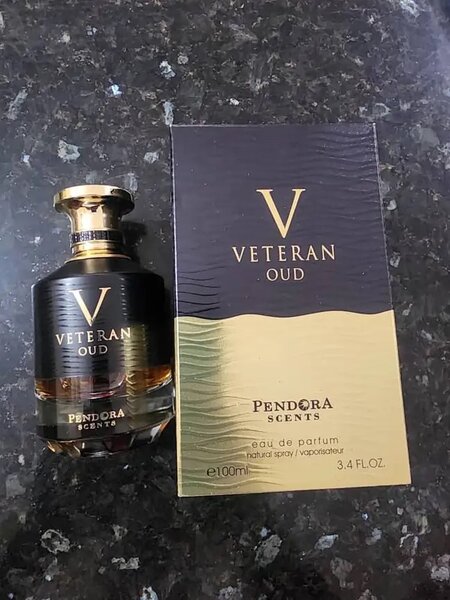 V
VETERAN
OUD
PENDORA
SCENTS
V
VETERAN
OUD
PENDORA
SCENTS
eau de parfum
natural spray / vaporisateur
e100ml
3.4 FL.OZ.